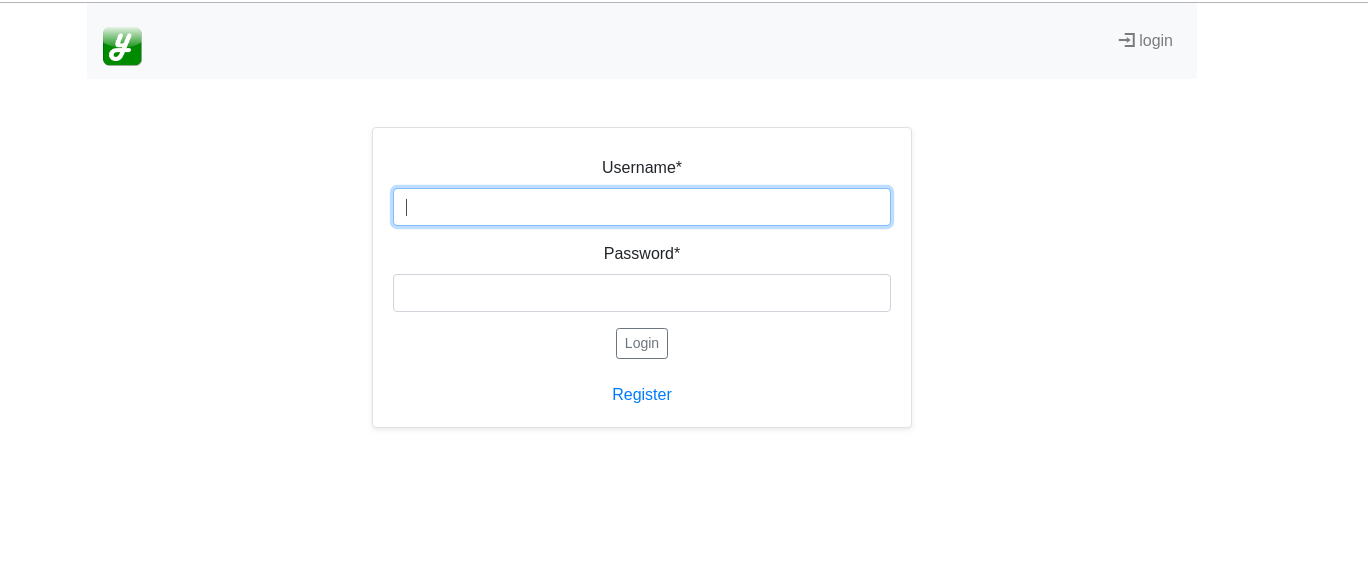 y
login
Username*
Password*
Login
Register